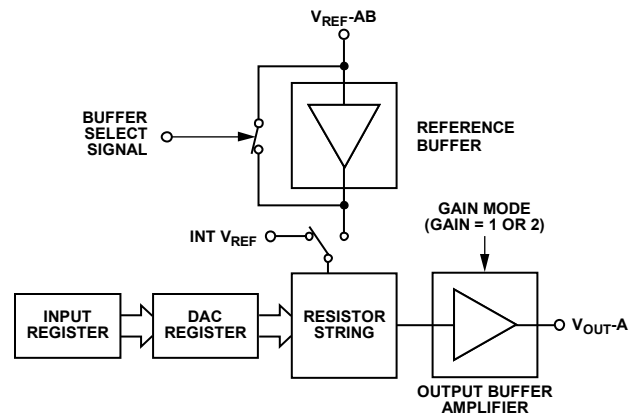 VREF-AB
BUFFER
SELECT
SIGNAL
REFERENCE
BUFFER
GAIN MODE
(GAIN = 1 OR 2)
INT VREF
INPUT
REGISTER
DAC
REGISTER
RESISTOR
STRING
VOUT-A
OUTPUT BUFFER
AMPLIFIER